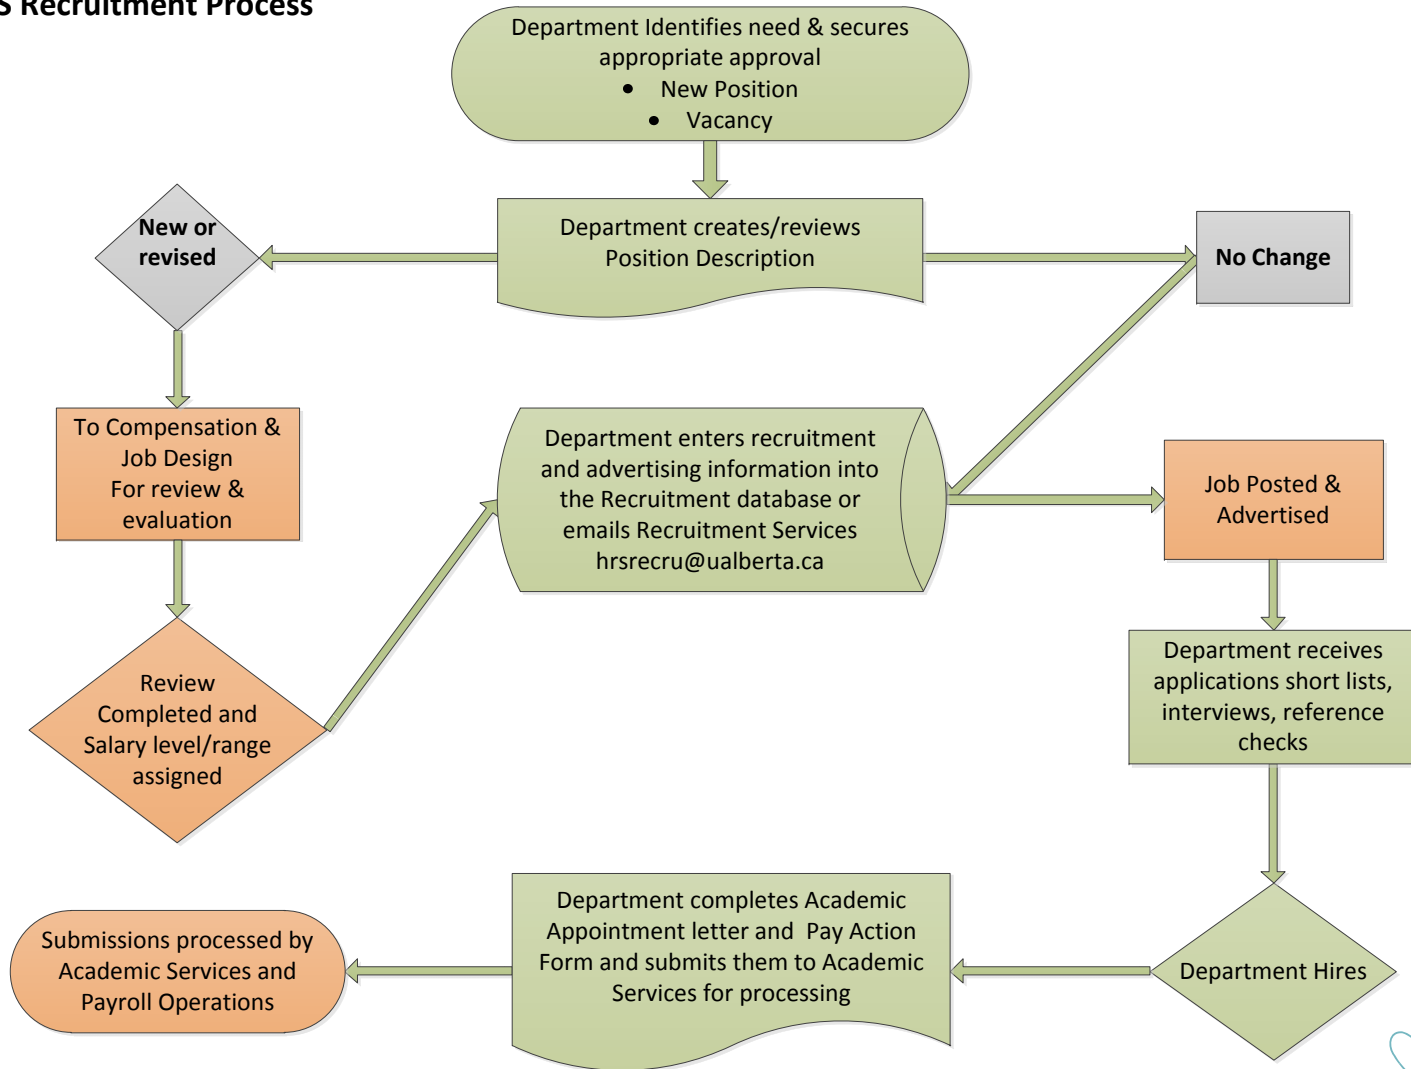 S Recruitment Process
Department Identifies need & secures
appropriate approval
• New Position
• Vacancy
New or
revised
Department creates/reviews
Position Description
No Change
To Compensation &
Job Design
For review &
evaluation
Department enters recruitment
and advertising information into
the Recruitment database or
emails Recruitment Services
hrsrecru@ualberta.ca
Job Posted &
Advertised
Review
Completed and
Salary level/range
assigned
Department receives
applications short lists,
interviews, reference
checks
Submissions processed by
Academic Services and
Payroll Operations
Department completes Academic
Appointment letter and Pay Action
Form and submits them to Academic
Services for processing
Department Hires